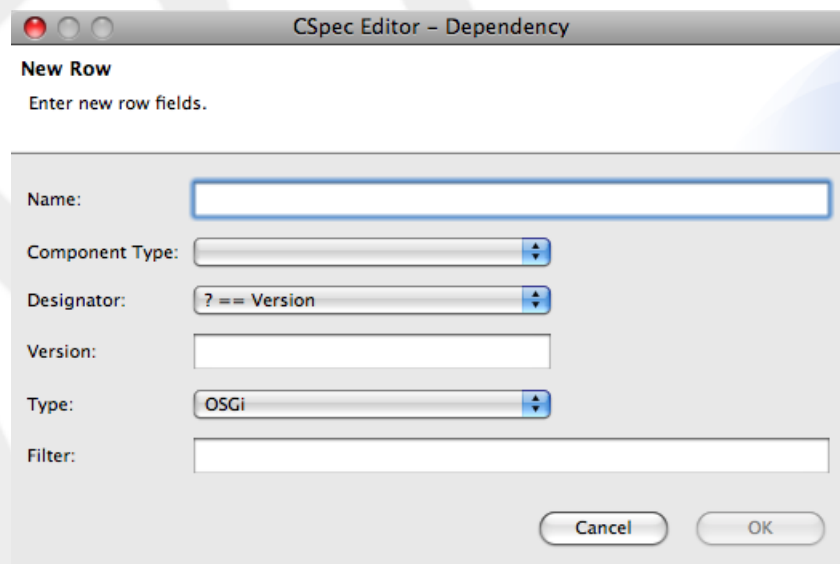 CSpec Editor – Dependency
New Row
Enter new row fields.
Name:
Component Type:
Designator: ? == Version
Version:
Type: OSGi
Filter:
Cancel OK